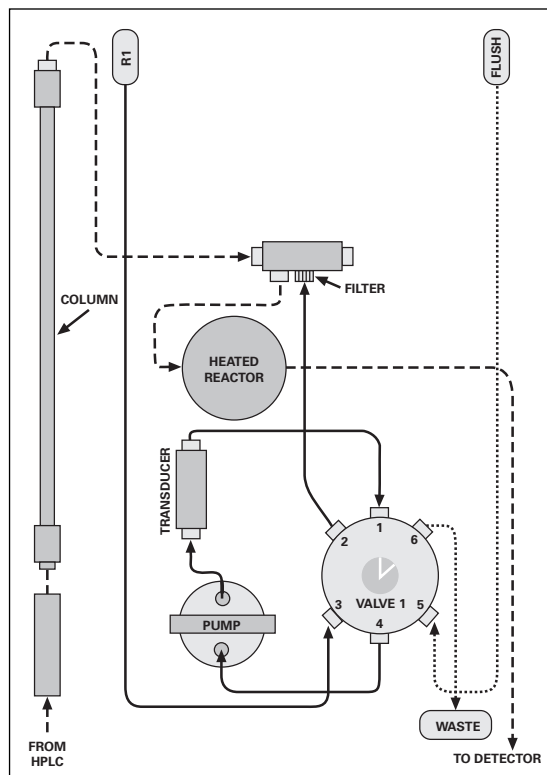 R1
FLUSH
COLUMN
FILTER
HEATED
REACTOR
TRANSDUCER
1
2
6
3
VALVE 1
5
4
PUMP
WASTE
FROM
HPLC
TO DETECTOR